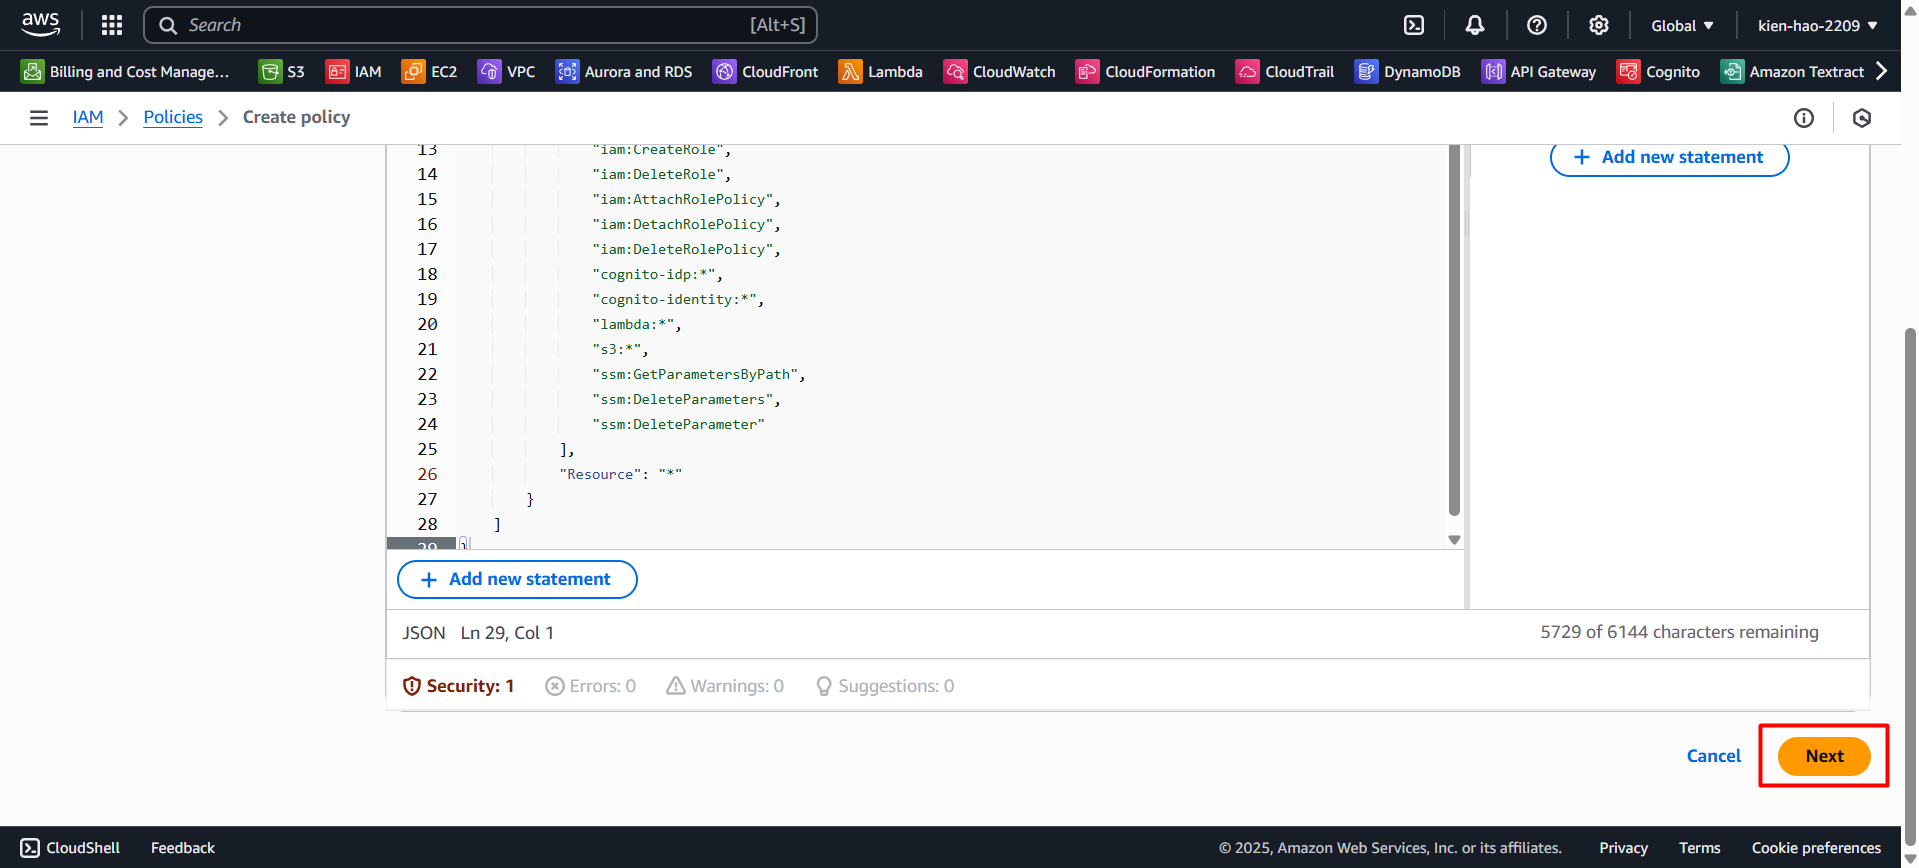 aws
Search [Alt+S]
Global
kien-hao-2209
Billing and Cost Manage...
S3
IAM
EC2
VPC
Aurora and RDS
CloudFront
Lambda
CloudWatch
CloudFormation
CloudTrail
DynamoDB
API Gateway
Cognito
Amazon Textract
IAM
Policies
Create policy
13 "iam:CreateRole",
14 "iam:DeleteRole",
15 "iam:AttachRolePolicy",
16 "iam:DetachRolePolicy",
17 "iam:DeleteRolePolicy",
18 "cognito-idp:*",
19 "cognito-identity:*",
20 "lambda:*",
21 "s3:*",
22 "ssm:GetParametersByPath",
23 "ssm:DeleteParameters",
24 "ssm:DeleteParameter"
25 ],
26 "Resource": "*"
27 }
28 ]
29 }
+ Add new statement
+ Add new statement
JSON Ln 29, Col 1
5729 of 6144 characters remaining
Security: 1
Errors: 0
Warnings: 0
Suggestions: 0
Cancel
Next
CloudShell
Feedback
© 2025, Amazon Web Services, Inc. or its affiliates.
Privacy
Terms
Cookie preferences